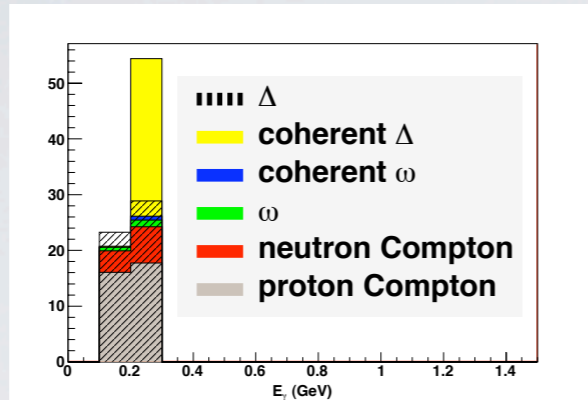 50
40
30
20
10
0
Δ
coherent Δ
coherent ω
ω
neutron Compton
proton Compton
0 0.2 0.4 0.6 0.8 1 1.2 1.4
Eγ (GeV)